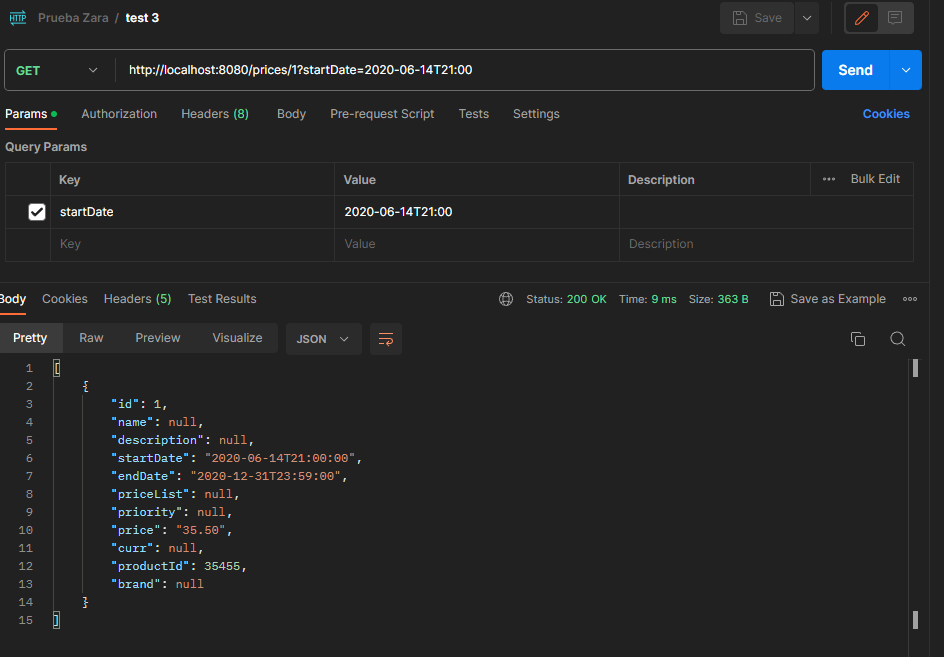 HTTP Prueba Zara / test 3 Save
GET http://localhost:8080/prices/1?startDate=2020-06-14T21:00 Send
Params Authorization Headers (8) Body Pre-request Script Tests Settings Cookies
Query Params
Key Value Description ••• Bulk Edit
startDate 2020-06-14T21:00
Key Value Description
Body Cookies Headers (5) Test Results Status: 200 OK Time: 9 ms Size: 363 B Save as Example
Pretty Raw Preview Visualize JSON
1 [
2 {
3 "id": 1,
4 "name": null,
5 "description": null,
6 "startDate": "2020-06-14T21:00:00",
7 "endDate": "2020-12-31T23:59:00",
8 "priceList": null,
9 "priority": null,
10 "price": "35.50",
11 "curr": null,
12 "productId": 35455,
13 "brand": null
14 }
15 ]